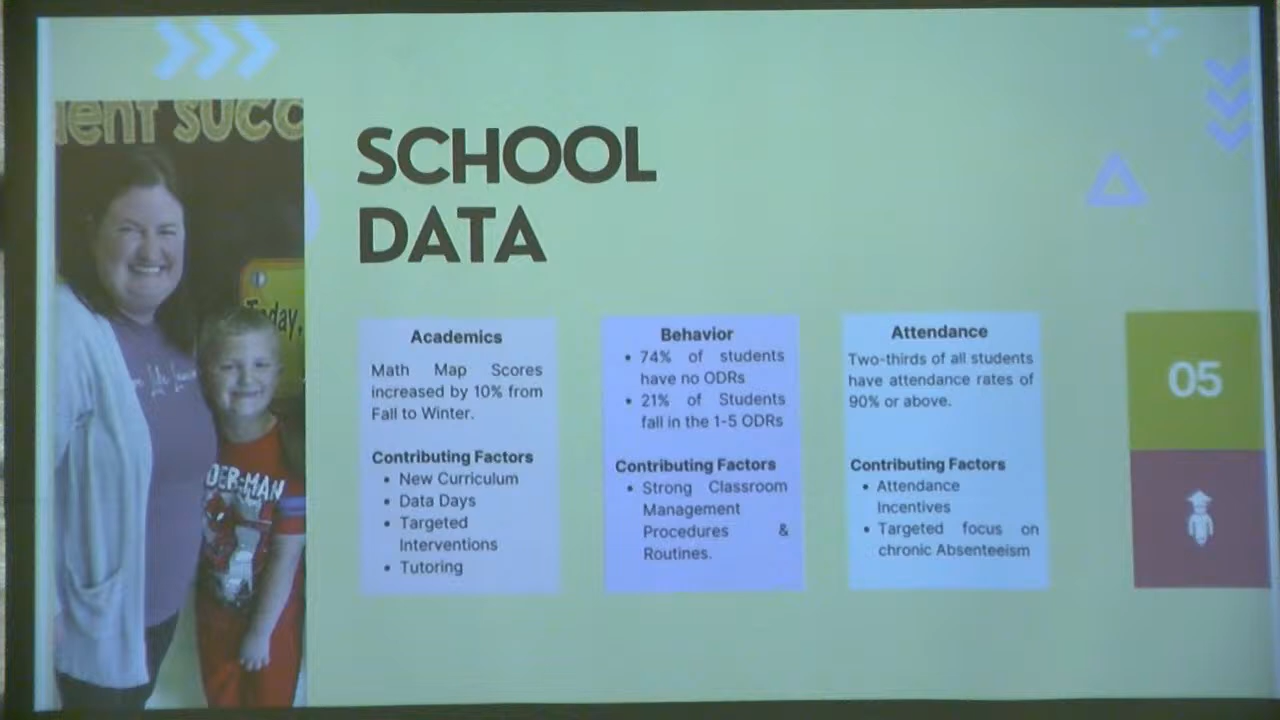 SCHOOL
DATA
Academics
Math Map Scores
increased by 10% from
Fall to Winter.
Contributing Factors
• New Curriculum
• Data Days
• Targeted
Interventions
• Tutoring
Behavior
• 74% of students
have no ODRs
• 21% of Students
fall in the 1-5 ODRs
Contributing Factors
• Strong Classroom
Management
Procedures &
Routines.
Attendance
Two-thirds of all students
have attendance rates of
90% or above.
Contributing Factors
• Attendance
Incentives
• Targeted focus on
chronic Absenteeism
05
ent succ
Today,
DER-MAN